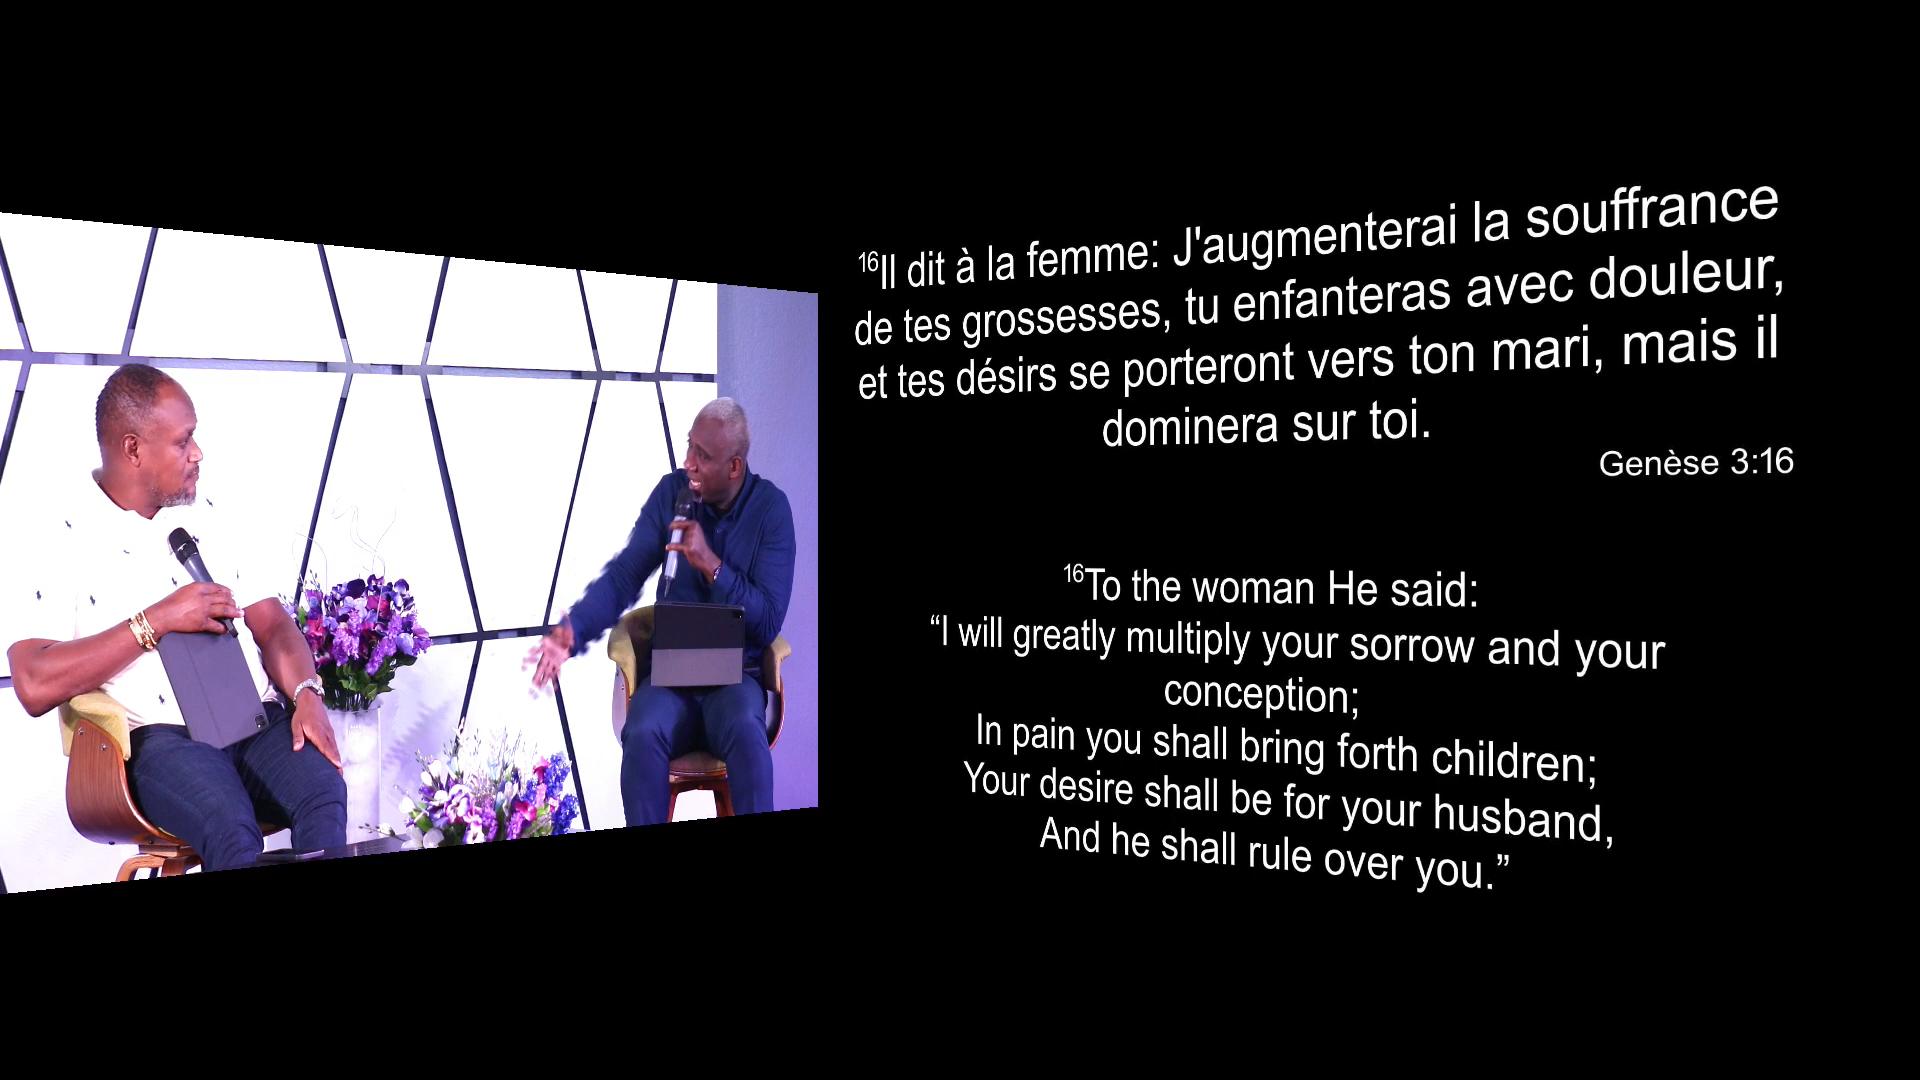 16Il dit à la femme: J'augmenterai la souffrance
de tes grossesses, tu enfanteras avec douleur,
et tes désirs se porteront vers ton mari, mais il
dominera sur toi.
Genèse 3:16
16To the woman He said:
“I will greatly multiply your sorrow and your
conception;
In pain you shall bring forth children;
Your desire shall be for your husband,
And he shall rule over you.”